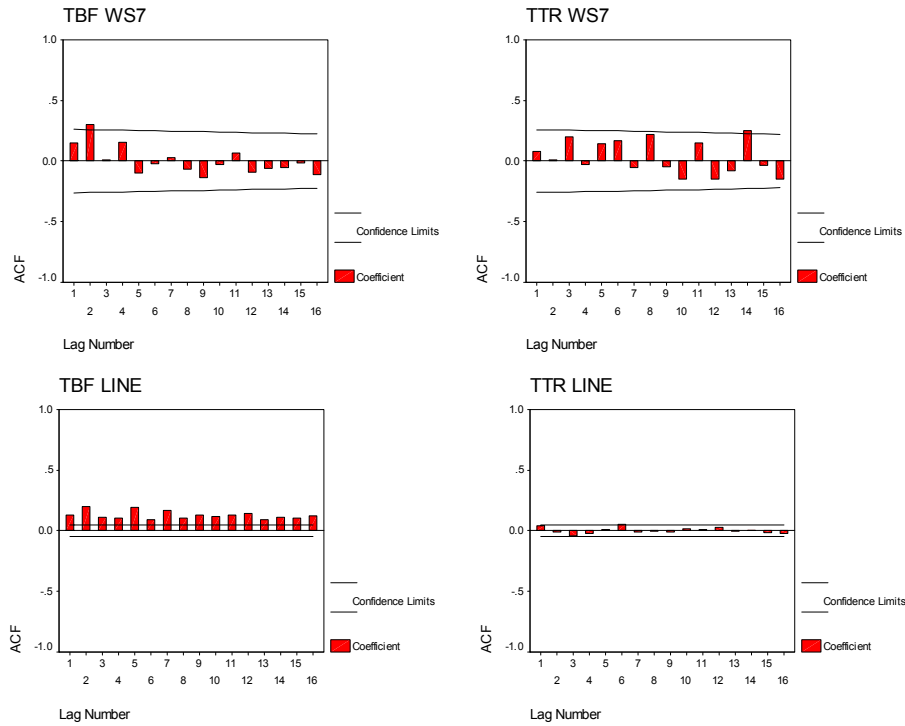 TBF WS7
1.0
.5
0.0
-.5
-1.0
ACF
1 3 5 7 9 11 13 15
2 4 6 8 10 12 14 16
Lag Number
Confidence Limits
Coefficient
TTR WS7
1.0
.5
0.0
-.5
-1.0
ACF
1 3 5 7 9 11 13 15
2 4 6 8 10 12 14 16
Lag Number
Confidence Limits
Coefficient
TBF LINE
1.0
.5
0.0
-.5
-1.0
ACF
1 3 5 7 9 11 13 15
2 4 6 8 10 12 14 16
Lag Number
Confidence Limits
Coefficient
TTR LINE
1.0
.5
0.0
-.5
-1.0
ACF
1 3 5 7 9 11 13 15
2 4 6 8 10 12 14 16
Lag Number
Confidence Limits
Coefficient